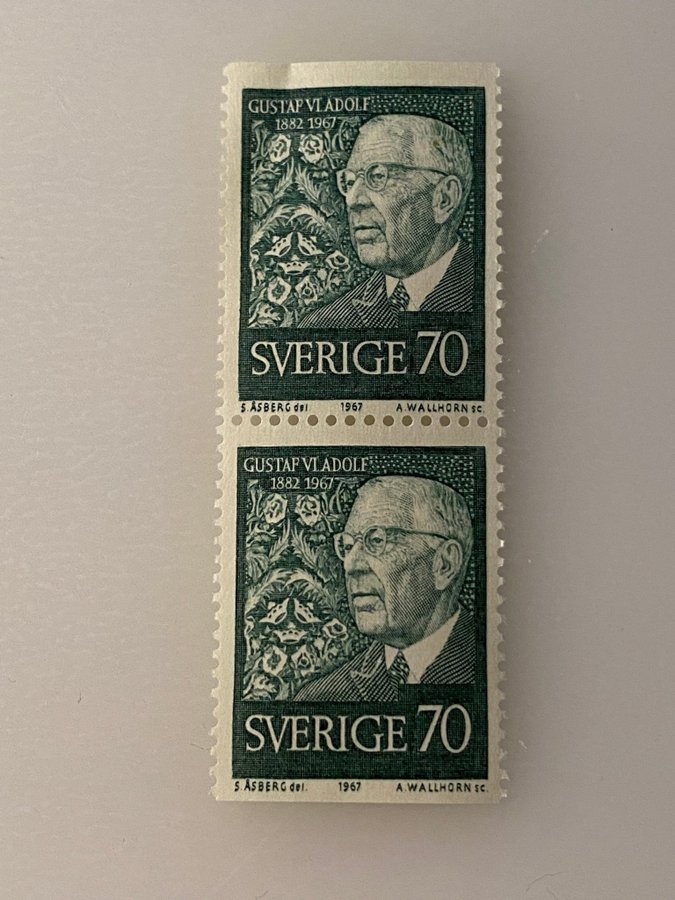 GUSTAF VI ADOLF
1882 1967
SVERIGE 70
S. ÅSBERG del. 1967 A. WALLHORN sc.
GUSTAF VI ADOLF
1882 1967
SVERIGE 70
S. ÅSBERG del. 1967 A. WALLHORN sc.